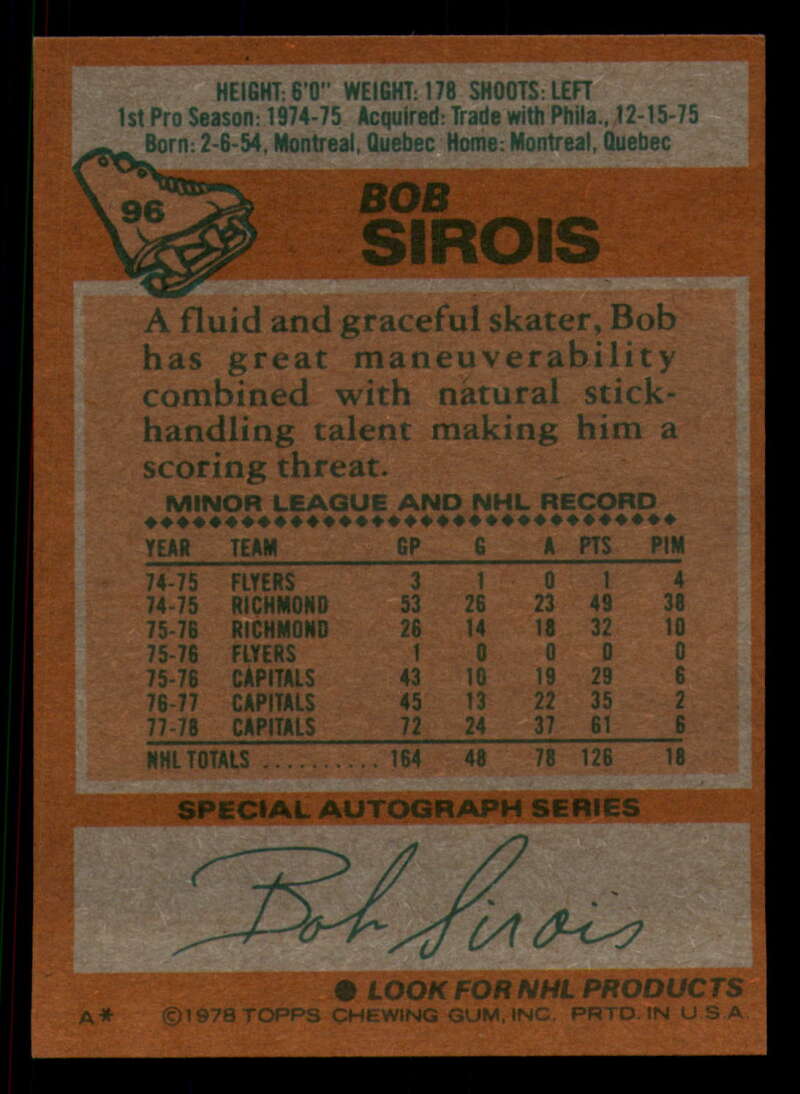 HEIGHT: 6'0" WEIGHT: 178 SHOOTS: LEFT
1st Pro Season: 1974-75 Acquired: Trade with Phila., 12-15-75
Born: 2-6-54, Montreal, Quebec Home: Montreal, Quebec
96
BOB
SIROIS
A fluid and graceful skater, Bob
has great maneuverability
combined with natural stick-
handling talent making him a
scoring threat.
MINOR LEAGUE AND NHL RECORD
YEAR TEAM GP G A PTS PIM
74-75 FLYERS 3 1 0 1 4
74-75 RICHMOND 53 26 23 49 38
75-76 RICHMOND 26 14 18 32 10
75-76 FLYERS 1 0 0 0 0
75-76 CAPITALS 43 10 19 29 6
76-77 CAPITALS 45 13 22 35 2
77-78 CAPITALS 72 24 37 61 6
NHL TOTALS .......... 164 48 78 126 18
SPECIAL AUTOGRAPH SERIES
Bob Sirois
● LOOK FOR NHL PRODUCTS
A* ©1978 TOPPS CHEWING GUM, INC. PRTD. IN U.S.A.